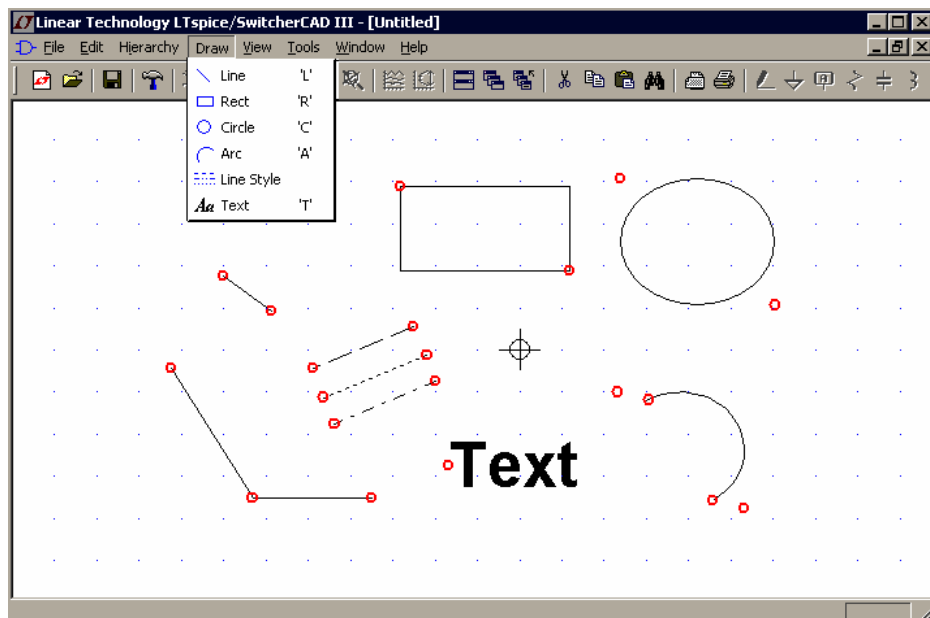 Linear Technology LTspice/SwitcherCAD III - [Untitled]
File Edit Hierarchy Draw View Tools Window Help
Line 'L'
Rect 'R'
Circle 'C'
Arc 'A'
Line Style
Aa Text 'T'
Text